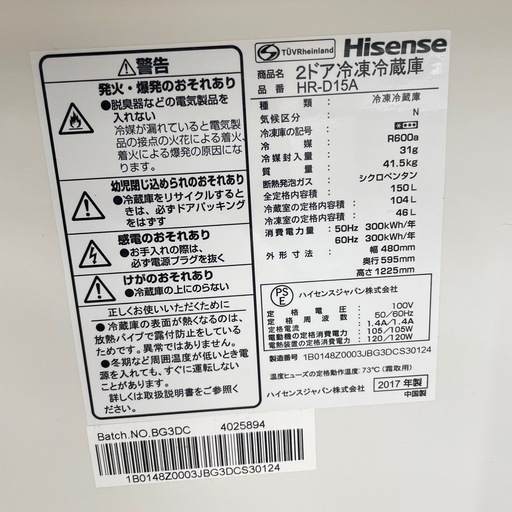 警告
発火・爆発のおそれあり
●脱臭器などの電気製品を
入れない
冷媒が漏れていると電気製
品の接点の火花による着火、
着火による爆発の原因にな
ります。
幼児閉じ込められのおそれあり
●冷蔵庫をリサイクルすると
きは、必ずドアパッキング
をはずす
感電のおそれあり
●お手入れの際は、
必ず電源プラグを抜く
けがのおそれあり
●冷蔵庫の上にのらない
正しくお使いいただくために
●冷蔵庫の表面が熱くなるのは、
放熱パイプで露付防止をしている
ためです。異常ではありません。
●冬期など周囲温度が低いとき電
源を入れても、すぐに運転しない
ことがあります。
詳しくは取扱説明書をご参照く
ださい。
TÜVRheinland
Hisense
商品名 2ドア冷凍冷蔵庫
品番 HR-D15A
種類 冷凍冷蔵庫
気候区分 N
冷凍庫の記号
冷媒 R600a
冷媒封入量 31g
質量 41.5kg
断熱発泡ガス シクロペンタン
全定格内容積 150L
冷蔵室の定格内容積 104L
冷凍室の定格内容積 46L
消費電力量 50Hz 300kWh/年
60Hz 300kWh/年
外形寸法 幅 480mm
奥行 595mm
高さ 1225mm
PS
E
ハイセンスジャパン株式会社
定格電圧 100V
定格周波数 50/60Hz
定格電流 1.4A/1.4A
電動機の定格消費電力 105/105W
電熱装置の定格消費電力 120/120W
製造番号 1B0148Z0003JBG3DCS30124
温度ヒューズの定格動作温度: 73℃ (霜取用)
ハイセンスジャパン株式会社
2017 年製
中国製
Batch.NO.BG3DC 4025894
1B0148Z0003JBG3DCS30124